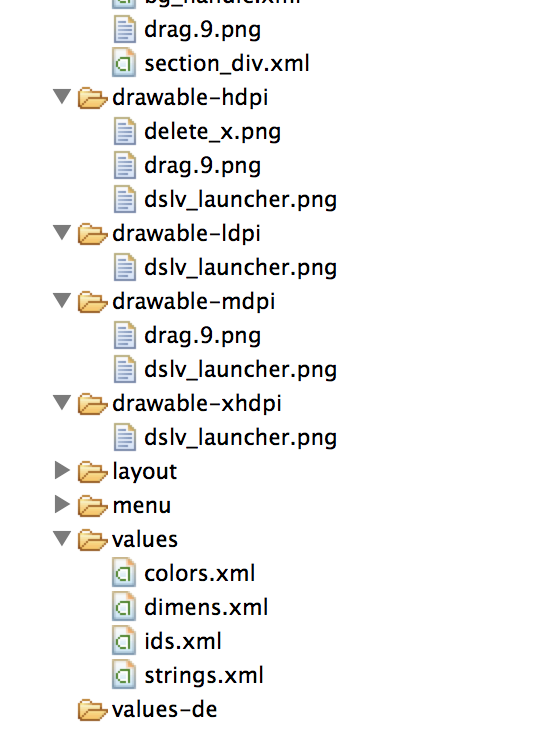 bg_handle.xml
drag.9.png
section_div.xml
drawable-hdpi
delete_x.png
drag.9.png
dslv_launcher.png
drawable-ldpi
dslv_launcher.png
drawable-mdpi
drag.9.png
dslv_launcher.png
drawable-xhdpi
dslv_launcher.png
layout
menu
values
colors.xml
dimens.xml
ids.xml
strings.xml
values-de